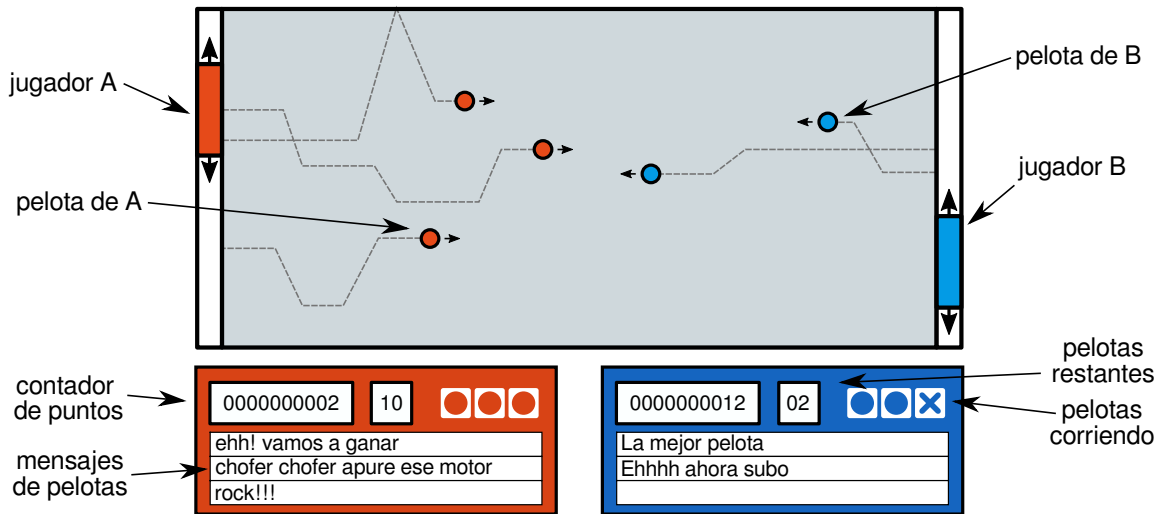 jugador A
pelota de A
pelota de B
jugador B
contador
de puntos
mensajes
de pelotas
0000000002
10
ehh! vamos a ganar
chofer chofer apure ese motor
rock!!!
0000000012
02
La mejor pelota
Ehhhh ahora subo
pelotas
restantes
pelotas
corriendo